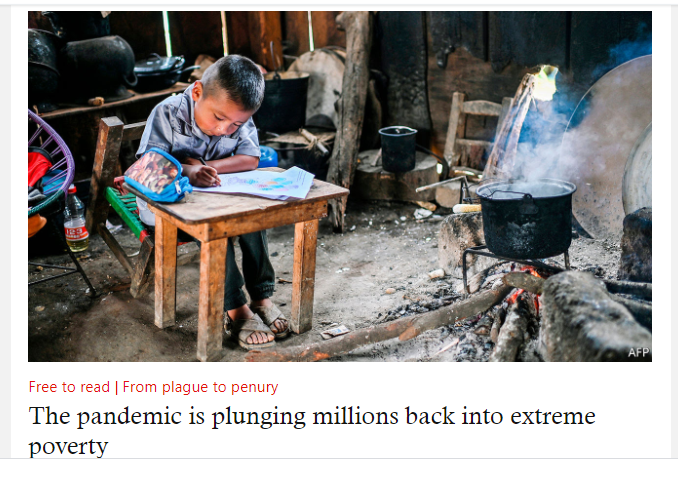 AFP
Free to read | From plague to penury
The pandemic is plunging millions back into extreme
poverty